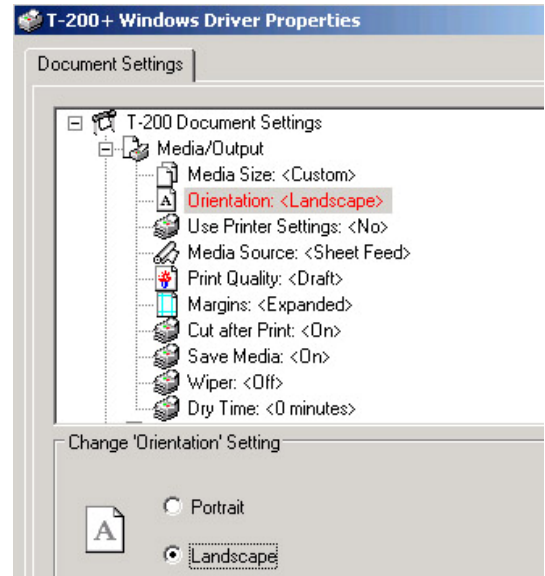 T-200+ Windows Driver Properties
Document Settings
T-200 Document Settings
Media/Output
Media Size: <Custom>
Orientation: <Landscape>
Use Printer Settings: <No>
Media Source: <Sheet Feed>
Print Quality: <Draft>
Margins: <Expanded>
Cut after Print: <On>
Save Media: <On>
Wiper: <Off>
Dry Time: <0 minutes>
Change 'Orientation' Setting
A
Portrait
Landscape